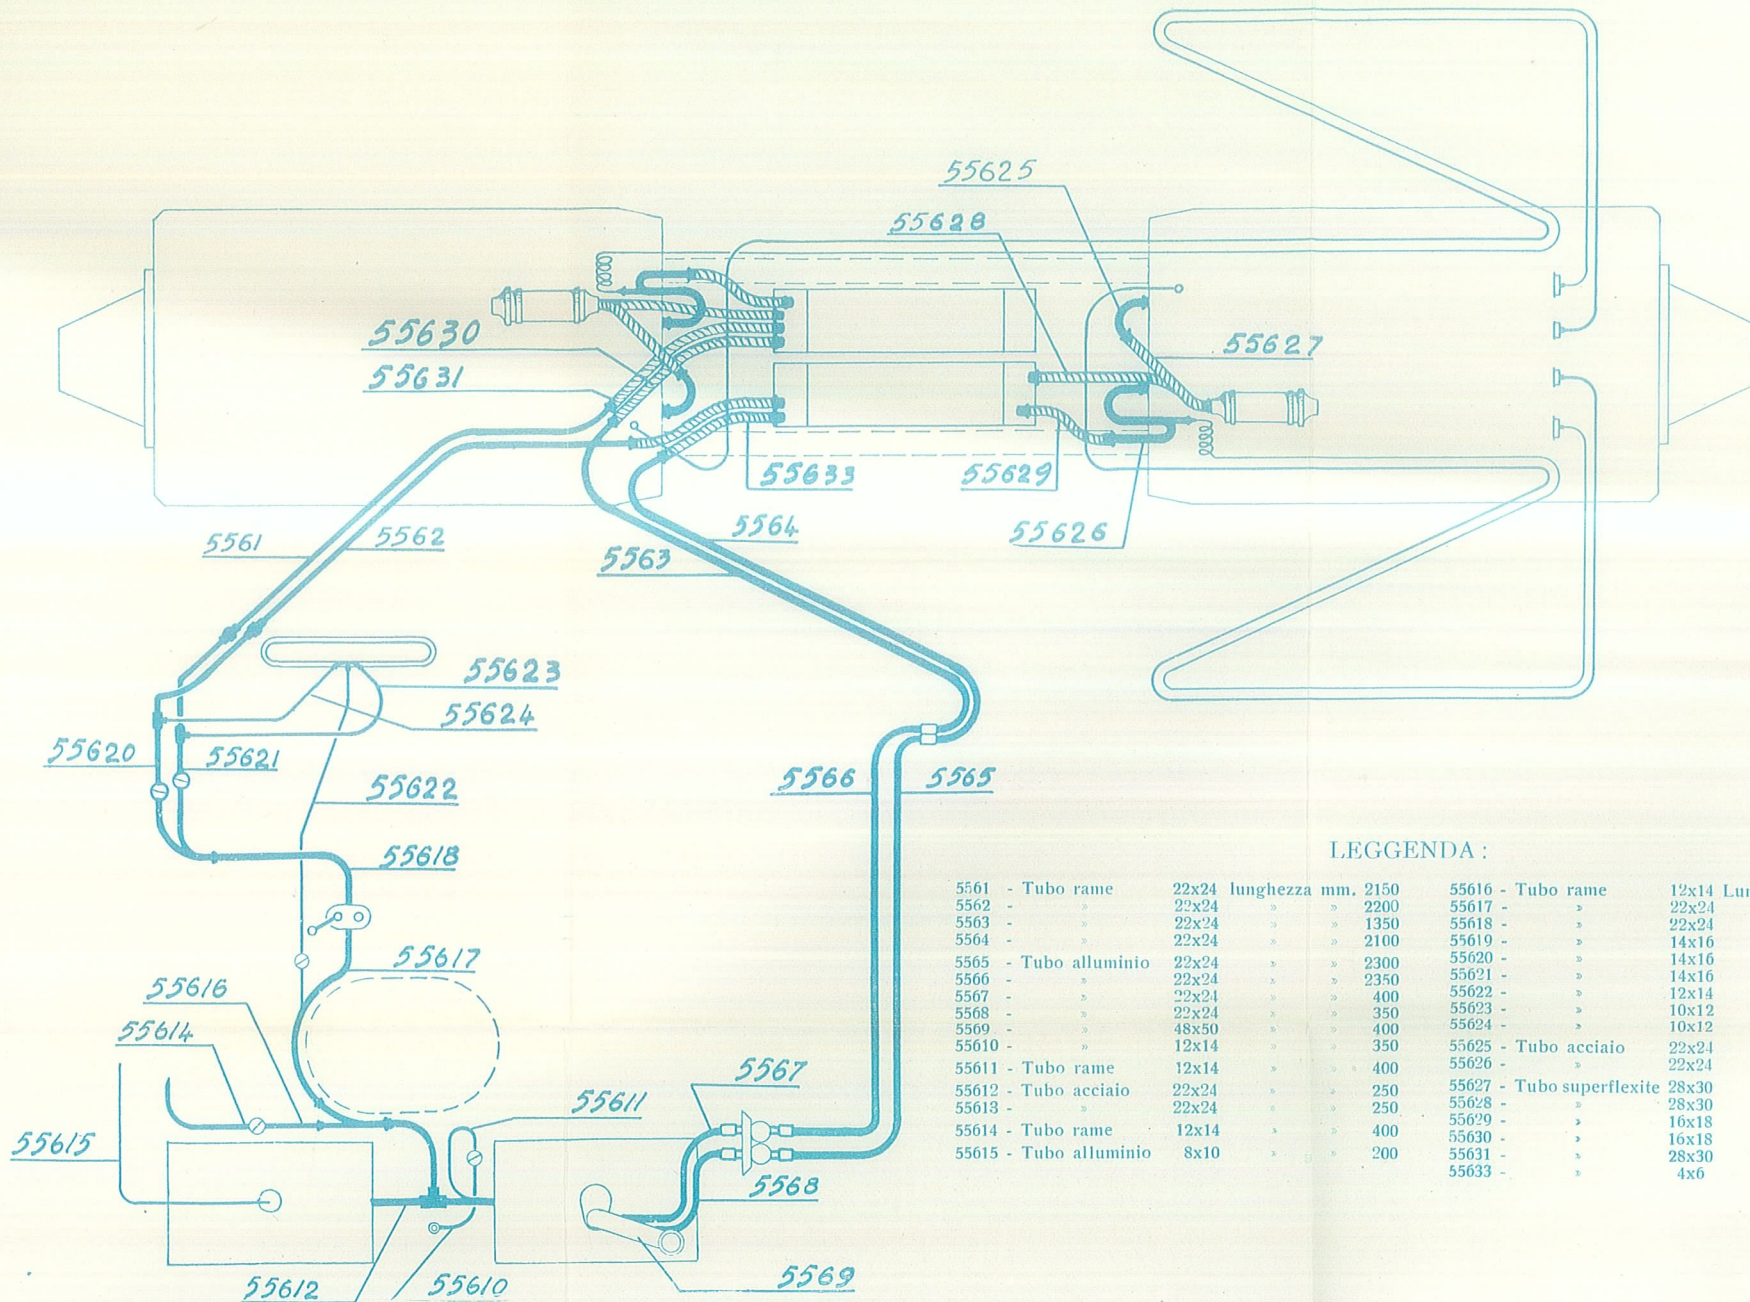 55625
55628
55630
55627
55631
55633
55629
5564
55626
5561
5562
5563
55623
55624
55620
55621
5566
5565
55622
55618
55617
55616
55614
5567
55611
55615
5568
55612
55610
5569
LEGGENDA :
5561 - Tubo rame 22x24 lunghezza mm. 2150
5562 - » 22x24 » » 2200
5563 - » 22x24 » » 1350
5564 - » 22x24 » » 2100
5565 - Tubo alluminio 22x24 » » 2300
5566 - » 22x24 » » 2350
5567 - » 22x24 » » 400
5568 - » 22x24 » » 350
5569 - » 48x50 » » 400
55610 - » 12x14 » » 350
55611 - Tubo rame 12x14 » » 400
55612 - Tubo acciaio 22x24 » » 250
55613 - » 22x24 » » 250
55614 - Tubo rame 12x14 » » 400
55615 - Tubo alluminio 8x10 » » 200
55616 - Tubo rame 12x14 Lun
55617 - » 22x24
55618 - » 22x24
55619 - » 14x16
55620 - » 14x16
55621 - » 14x16
55622 - » 12x14
55623 - » 10x12
55624 - » 10x12
55625 - Tubo acciaio 22x24
55626 - » 22x24
55627 - Tubo superflexite 28x30
55628 - » 28x30
55629 - » 16x18
55630 - » 16x18
55631 - » 28x30
55633 - » 4x6